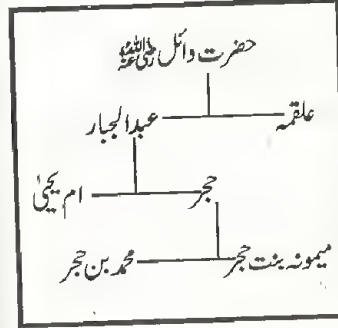 حضرت وائل رضی اللہ عنہ
علقمہ عبدالجبار
حجر ام یحییٰ
میمونہ بنت حجر محمد بن حجر